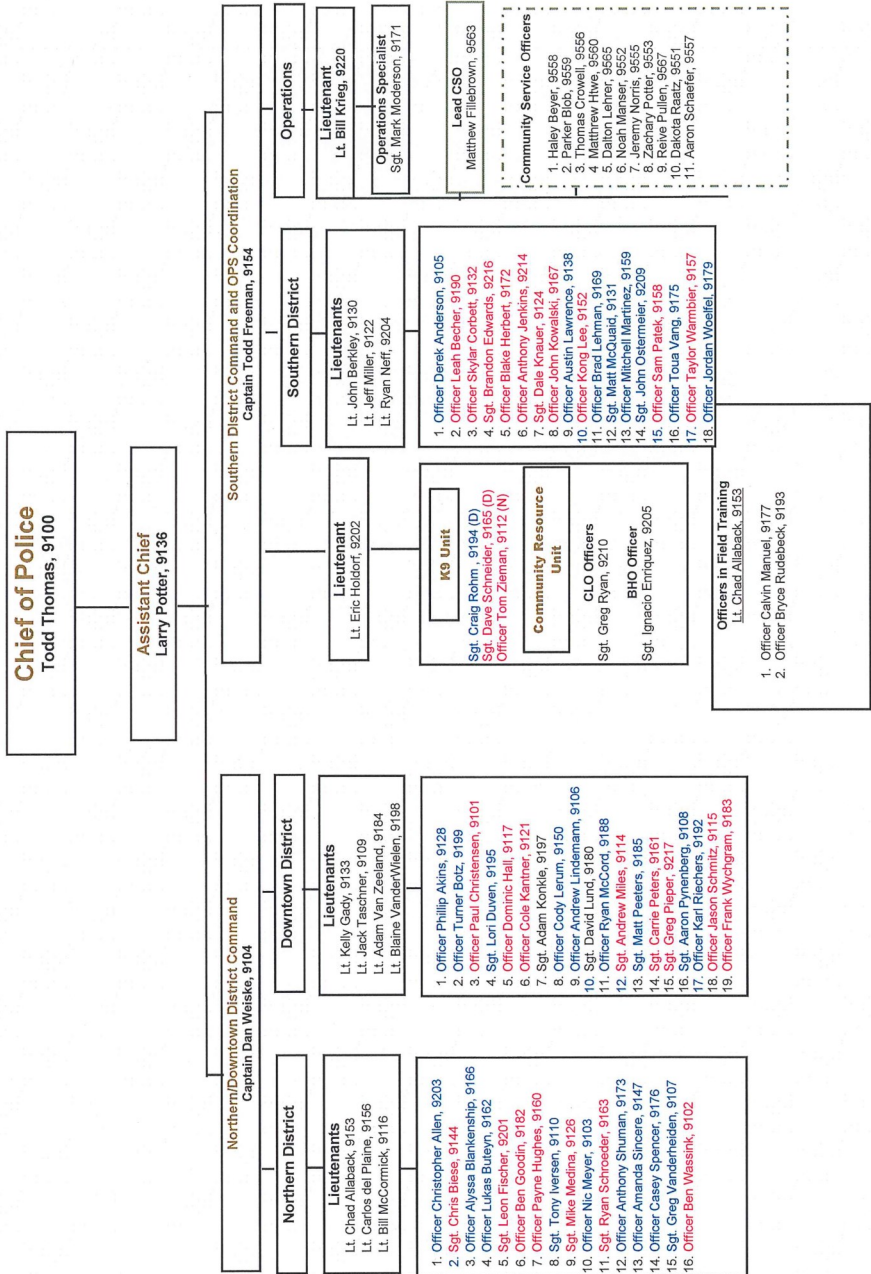 Chief of Police
Todd Thomas, 9100
Assistant Chief
Larry Potter, 9136
Northern/Downtown District Command
Captain Dan Weiske, 9104
Northern District
Lieutenants
Lt. Chad Allaback, 9153
Lt. Carlos del Plaine, 9156
Lt. Bill McCormick, 9116
1. Officer Christopher Allen, 9203
2. Sgt. Chris Biese, 9144
3. Officer Alyssa Blankenship, 9166
4. Officer Lukas Buteyn, 9162
5. Sgt. Leon Fischer, 9201
6. Officer Ben Goodin, 9182
7. Officer Payne Hughes, 9160
8. Sgt. Tony Iversen, 9110
9. Sgt. Mike Medina, 9126
10. Officer Nic Meyer, 9103
11. Sgt. Ryan Schroeder, 9163
12. Officer Anthony Shuman, 9173
13. Officer Amanda Sincere, 9147
14. Officer Casey Spencer, 9176
15. Sgt. Greg Vanderheiden, 9107
16. Officer Ben Wassink, 9102
Downtown District
Lieutenants
Lt. Kelly Gady, 9133
Lt. Jack Taschner, 9109
Lt. Adam Van Zeeland, 9184
Lt. Blaine VanderWielen, 9198
1. Officer Phillip Akins, 9128
2. Officer Turner Botz, 9199
3. Officer Paul Christensen, 9101
4. Sgt. Lori Duven, 9195
5. Officer Dominic Hall, 9117
6. Officer Cole Kantner, 9121
7. Sgt. Adam Konkle, 9197
8. Officer Cody Lerum, 9150
9. Officer Andrew Lindemann, 9106
10. Sgt. David Lund, 9180
11. Officer Ryan McCord, 9188
12. Sgt. Andrew Miles, 9114
13. Sgt. Matt Peeters, 9185
14. Sgt. Carrie Peters, 9161
15. Sgt. Greg Pieper, 9217
16. Sgt. Aaron Pynenberg, 9108
17. Officer Karl Riechers, 9192
18. Officer Jason Schmitz, 9115
19. Officer Frank Wychgram, 9183
Southern District Command and OPS Coordination
Captain Todd Freeman, 9154
Lieutenant
Lt. Eric Holdorf, 9202
K9 Unit
Sgt. Craig Rohm , 9194 (D)
Sgt. Dave Schneider, 9165 (D)
Officer Tom Zieman, 9112 (N)
Community Resource
Unit
CLO Officers
Sgt. Greg Ryan, 9210
BHO Officer
Sgt. Ignacio Enriquez, 9205
Southern District
Lieutenants
Lt. John Berkley, 9130
Lt. Jeff Miller, 9122
Lt. Ryan Neff, 9204
1. Officer Derek Anderson, 9105
2. Officer Leah Becher, 9190
3. Officer Skylar Corbett, 9132
4. Sgt. Brandon Edwards, 9216
5. Officer Blake Herbert, 9172
6. Officer Anthony Jenkins, 9214
7. Sgt. Dale Knauer, 9124
8. Officer John Kowalski, 9167
9. Officer Austin Lawrence, 9138
10. Officer Kong Lee, 9152
11. Officer Brad Lehman, 9169
12. Sgt. Matt McQuaid, 9131
13. Officer Mitchell Martinez, 9159
14. Sgt. John Ostermeier, 9209
15. Officer Sam Patek, 9158
16. Officer Toua Vang, 9175
17. Officer Taylor Warmbier, 9157
18. Officer Jordan Woelfel, 9179
Officers in Field Training
Lt. Chad Allaback, 9153
1. Officer Calvin Manuel, 9177
2. Officer Bryce Rudebeck, 9193
Operations
Lieutenant
Lt. Bill Krieg, 9220
Operations Specialist
Sgt. Mark Moderson, 9171
Lead CSO
Matthew Fillebrown, 9563
Community Service Officers
1. Haley Beyer, 9558
2. Parker Blob, 9559
3. Thomas Crowell, 9556
4 Matthrew Htwe, 9560
5. Dalton Lehrer, 9565
6. Noah Manser, 9552
7. Jeremy Norris, 9555
8. Zachary Potter, 9553
9. Reive Pullen, 9567
10. Dakota Raatz, 9551
11. Aaron Schaefer, 9557